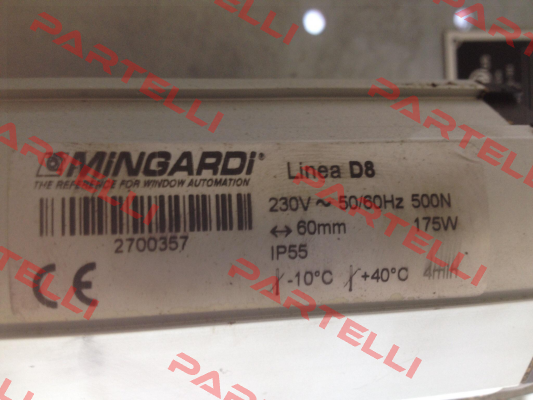 MiNGARDi®
THE REFERENCE FOR WINDOW AUTOMATION
2700357
CE
Linea D8
230V ~ 50/60Hz 500N
↔ 60mm 175W
IP55
-10°C +40°C 4min
PARTELLI
PARTELLI
PARTELLI
PARTELLI
PARTELLI
PARTELLI
PARTELLI